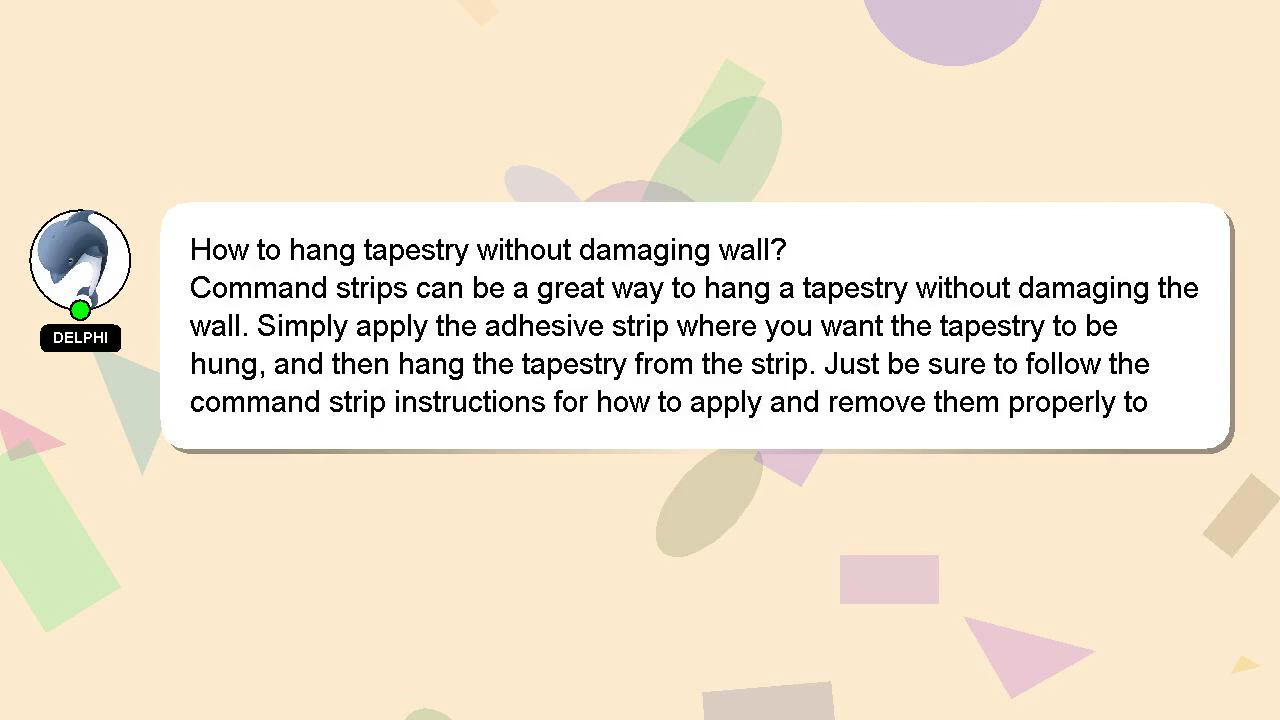 How to hang tapestry without damaging wall?
Command strips can be a great way to hang a tapestry without damaging the
wall. Simply apply the adhesive strip where you want the tapestry to be
hung, and then hang the tapestry from the strip. Just be sure to follow the
command strip instructions for how to apply and remove them properly to
DELPHI